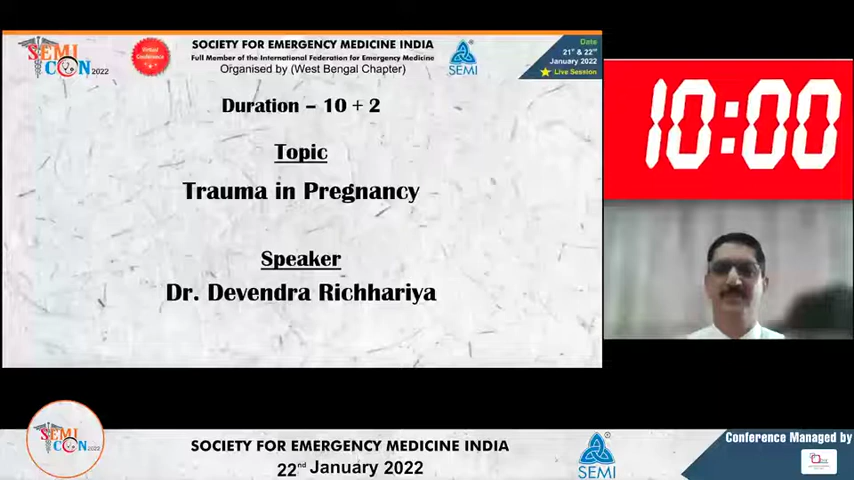 SEMI
CON 2022
Virtual
Conference
SOCIETY FOR EMERGENCY MEDICINE INDIA
Full Member of the International Federation for Emergency Medicine
Organised by (West Bengal Chapter)
SEMI
Date
21st & 22nd
January 2022
Live Session
Duration – 10 + 2
Topic
Trauma in Pregnancy
Speaker
Dr. Devendra Richhariya
10:00
SEMI
CON 2022
SOCIETY FOR EMERGENCY MEDICINE INDIA
22nd January 2022
SEMI
Conference Managed by